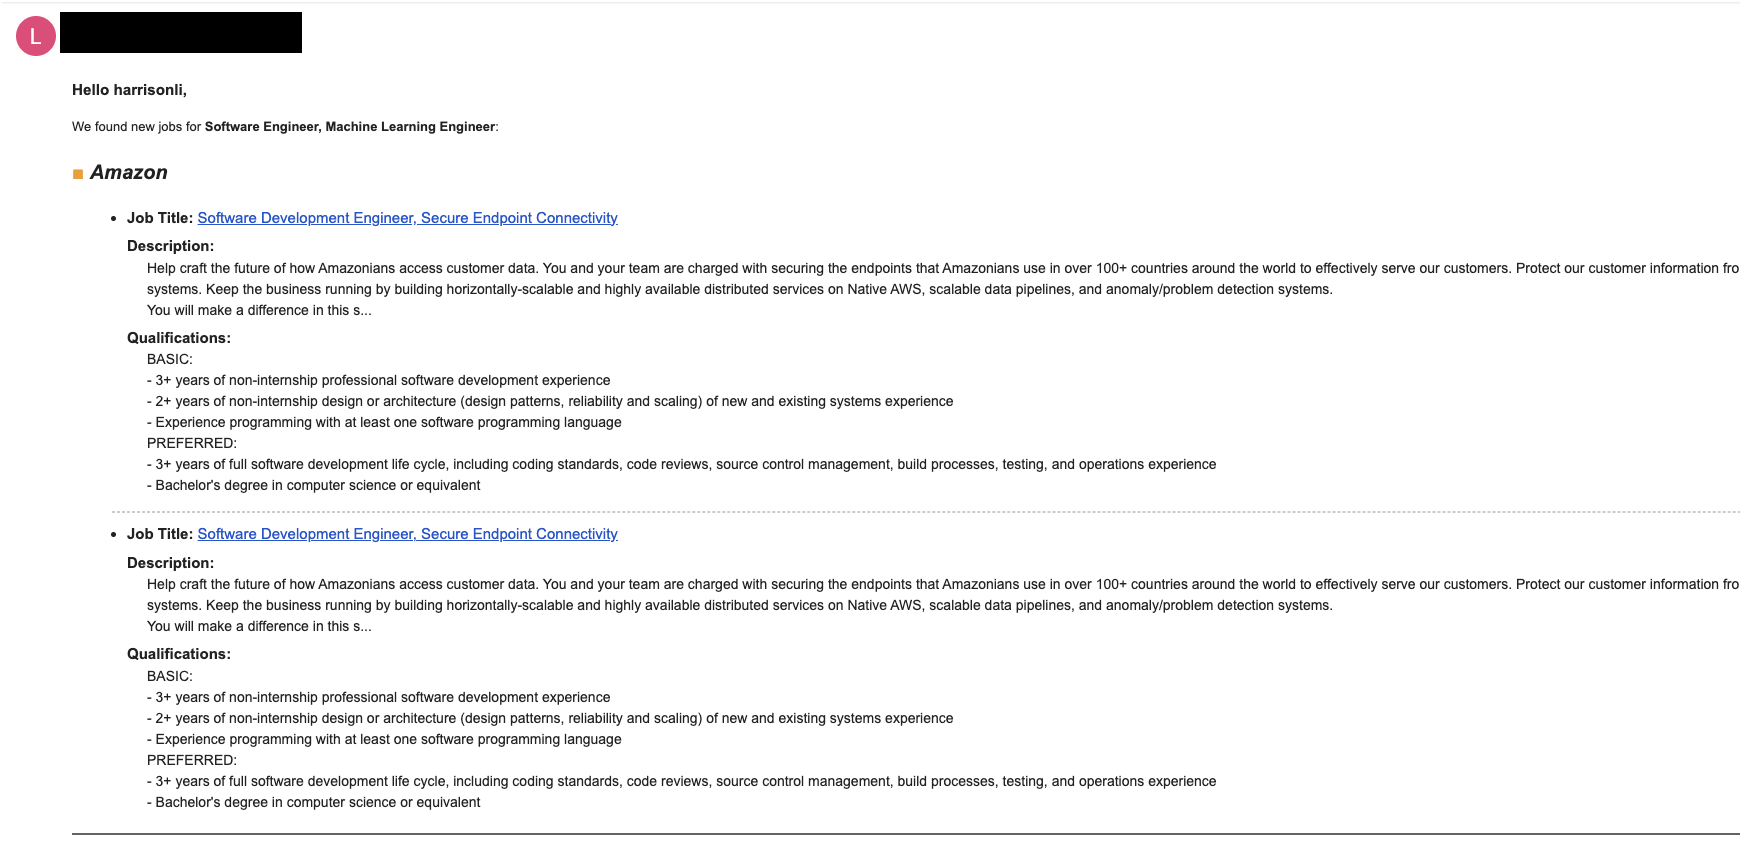 L
Hello harrisonli,
We found new jobs for Software Engineer, Machine Learning Engineer:
Amazon
• Job Title: Software Development Engineer, Secure Endpoint Connectivity
Description:
Help craft the future of how Amazonians access customer data. You and your team are charged with securing the endpoints that Amazonians use in over 100+ countries around the world to effectively serve our customers. Protect our customer information fro
systems. Keep the business running by building horizontally-scalable and highly available distributed services on Native AWS, scalable data pipelines, and anomaly/problem detection systems.
You will make a difference in this s...
Qualifications:
BASIC:
- 3+ years of non-internship professional software development experience
- 2+ years of non-internship design or architecture (design patterns, reliability and scaling) of new and existing systems experience
- Experience programming with at least one software programming language
PREFERRED:
- 3+ years of full software development life cycle, including coding standards, code reviews, source control management, build processes, testing, and operations experience
- Bachelor's degree in computer science or equivalent
• Job Title: Software Development Engineer, Secure Endpoint Connectivity
Description:
Help craft the future of how Amazonians access customer data. You and your team are charged with securing the endpoints that Amazonians use in over 100+ countries around the world to effectively serve our customers. Protect our customer information fro
systems. Keep the business running by building horizontally-scalable and highly available distributed services on Native AWS, scalable data pipelines, and anomaly/problem detection systems.
You will make a difference in this s...
Qualifications:
BASIC:
- 3+ years of non-internship professional software development experience
- 2+ years of non-internship design or architecture (design patterns, reliability and scaling) of new and existing systems experience
- Experience programming with at least one software programming language
PREFERRED:
- 3+ years of full software development life cycle, including coding standards, code reviews, source control management, build processes, testing, and operations experience
- Bachelor's degree in computer science or equivalent